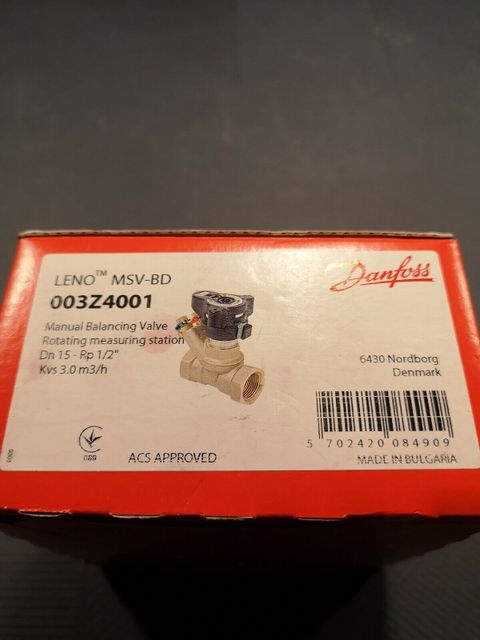 LENO™ MSV-BD
003Z4001
Danfoss
Manual Balancing Valve
Rotating measuring station
Dn 15 - Rp 1/2"
Kvs 3.0 m3/h
6430 Nordborg
Denmark
5 702420 084909
ACS APPROVED
MADE IN BULGARIA